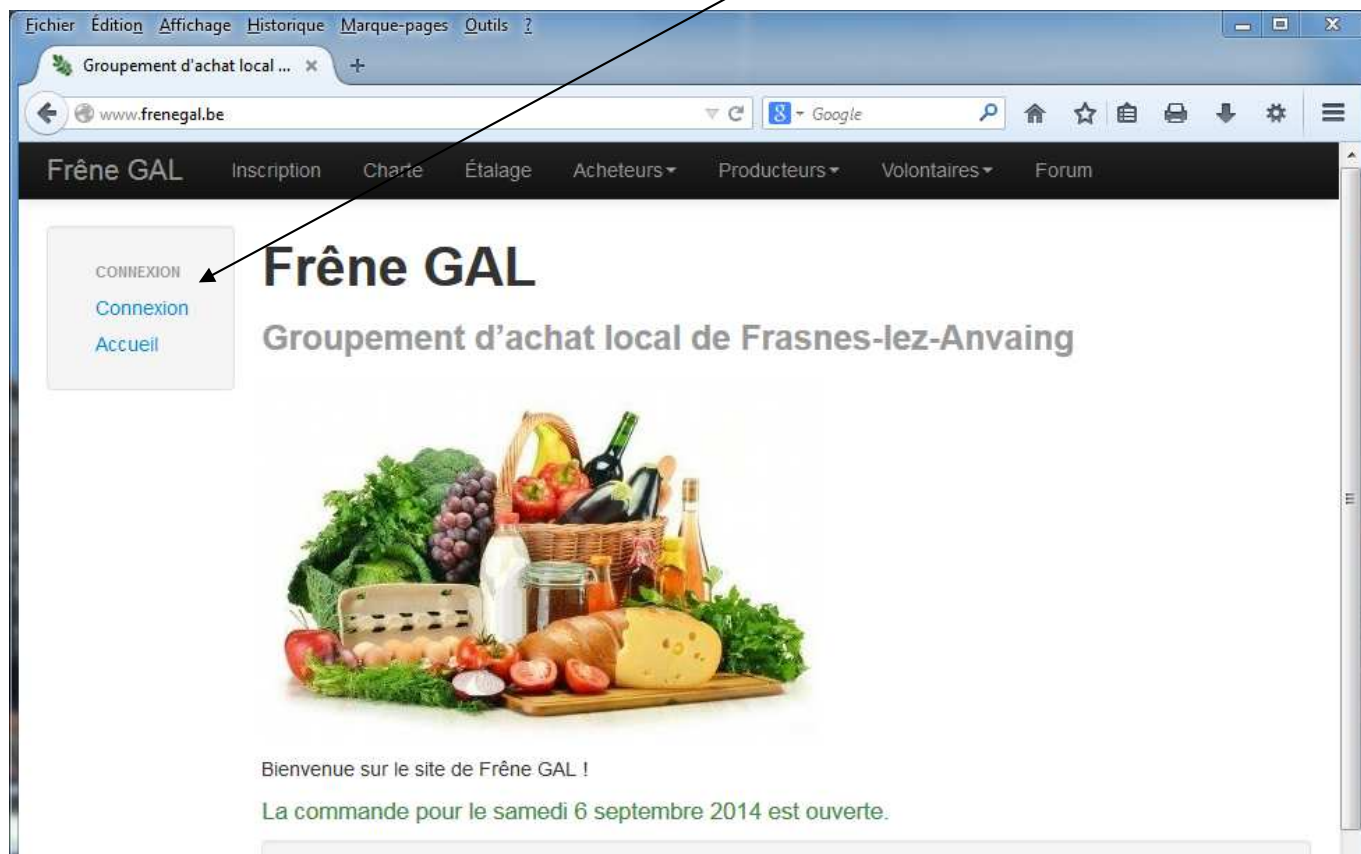 Fichier Édition Affichage Historique Marque-pages Outils ?
Groupement d'achat local ... × +
www.frenegal.be
8 Google
Frêne GAL Inscription Charte Étalage Acheteurs Producteurs Volontaires Forum
CONNEXION
Connexion
Accueil
Frêne GAL
Groupement d’achat local de Frasnes-lez-Anvaing
Bienvenue sur le site de Frêne GAL !
La commande pour le samedi 6 septembre 2014 est ouverte.